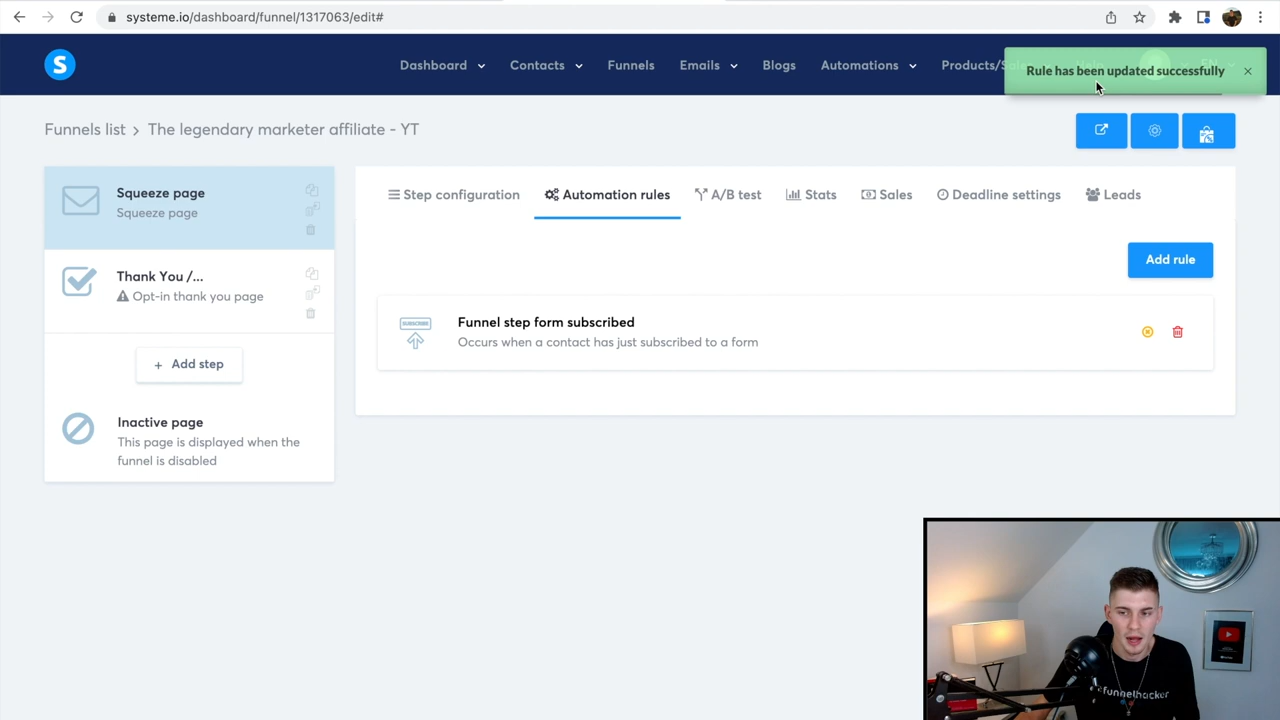 systeme.io/dashboard/funnel/1317063/edit#
S
Dashboard
Contacts
Funnels
Emails
Blogs
Automations
Products/S
Rule has been updated successfully
Funnels list > The legendary marketer affiliate - YT
Squeeze page
Squeeze page
Thank You /...
Opt-in thank you page
+ Add step
Inactive page
This page is displayed when the
funnel is disabled
Step configuration
Automation rules
A/B test
Stats
Sales
Deadline settings
Leads
Add rule
SUBSCRIBE
Funnel step form subscribed
Occurs when a contact has just subscribed to a form
#funnelhacker